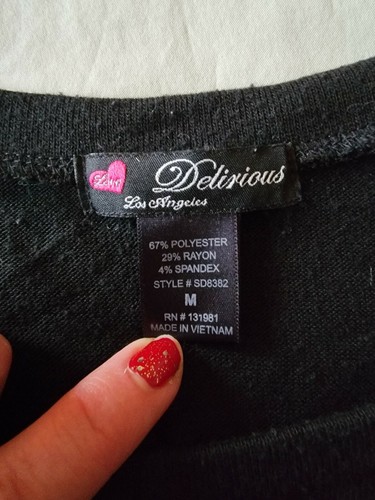 Love Delirious
Los Angeles
67% POLYESTER
29% RAYON
4% SPANDEX
STYLE # SD8382
M
RN # 131981
MADE IN VIETNAM